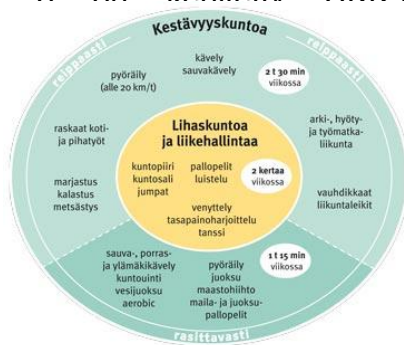 Kestävyyskuntoa
reippaasti
reippaasti
kävely
sauvakävely
2 t 30 min
viikossa
pyöräily
(alle 20 km/t)
raskaat koti-
ja pihatyöt
marjastus
kalastus
metsästys
arki-, hyöty-
ja työmatka-
liikunta
vauhdikkaat
liikuntaleikit
Lihaskuntoa
ja liikehallintaa
kuntopiiri
kuntosali
jumpat
pallopelit
luistelu
2 kertaa
viikossa
venyttely
tasapainoharjoittelu
tanssi
sauva-, porras-
ja ylämäkikävely
kuntouinti
vesijuoksu
aerobic
pyöräily
juoksu
maastohiihto
maila- ja juoksu-
pallopelit
1 t 15 min
viikossa
rasittavasti